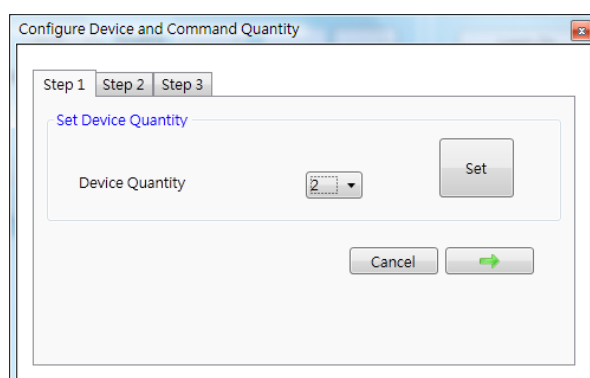 Configure Device and Command Quantity
Step 1 Step 2 Step 3
Set Device Quantity
Device Quantity 2 Set
Cancel